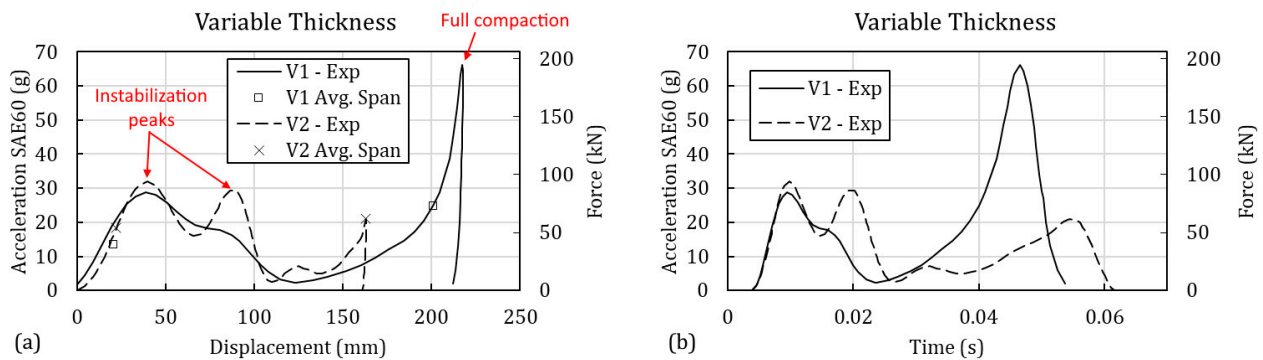 Variable Thickness
Full compaction
70
60
50
40
30
20
10
0
Acceleration SAE60 (g)
200
150
100
50
0
Force (kN)
V1 - Exp
V1 Avg. Span
V2 - Exp
V2 Avg. Span
Instabilization
peaks
0 50 100 150 200 250
(a)
Displacement (mm)
Variable Thickness
70
60
50
40
30
20
10
0
Acceleration SAE60 (g)
200
150
100
50
0
Force (kN)
V1 - Exp
V2 - Exp
0 0.02 0.04 0.06
(b)
Time (s)